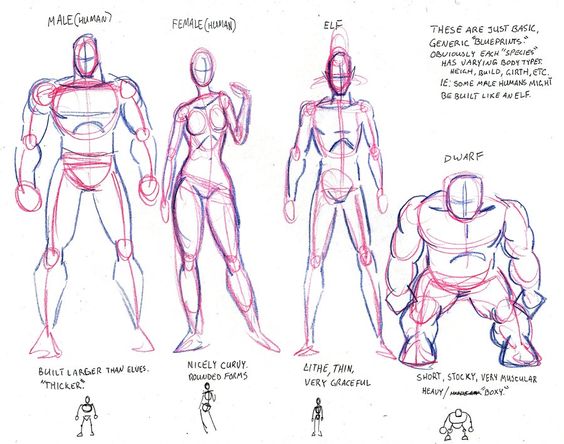 MALE (HUMAN)
FEMALE (HUMAN)
ELF
THESE ARE JUST BASIC,
GENERIC "BLUEPRINTS."
OBVIOUSLY EACH "SPECIES"
HAS VARYING BODY TYPES.
HEIGH, BUILD, GIRTH, ETC.
IE; SOME MALE HUMANS MIGHT
BE BUILT LIKE AN ELF.
DWARF
BUILT LARGER THAN ELVES.
"THICKER."
NICELY CURVY.
ROUNDED FORMS
LITHE, THIN,
VERY GRACEFUL
SHORT, STOCKY, VERY MUSCULAR
HEAVY/ "BOXY."